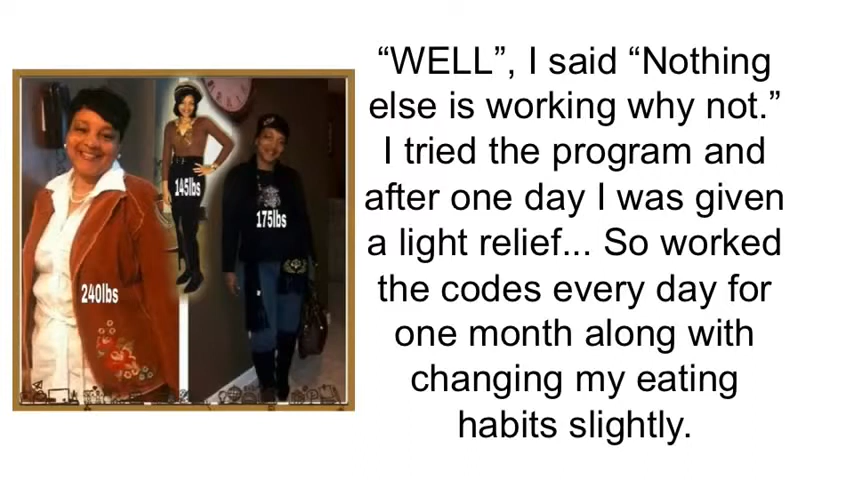 “WELL”, I said “Nothing
else is working why not.”
I tried the program and
after one day I was given
a light relief... So worked
the codes every day for
one month along with
changing my eating
habits slightly.
145lbs
175lbs
240lbs